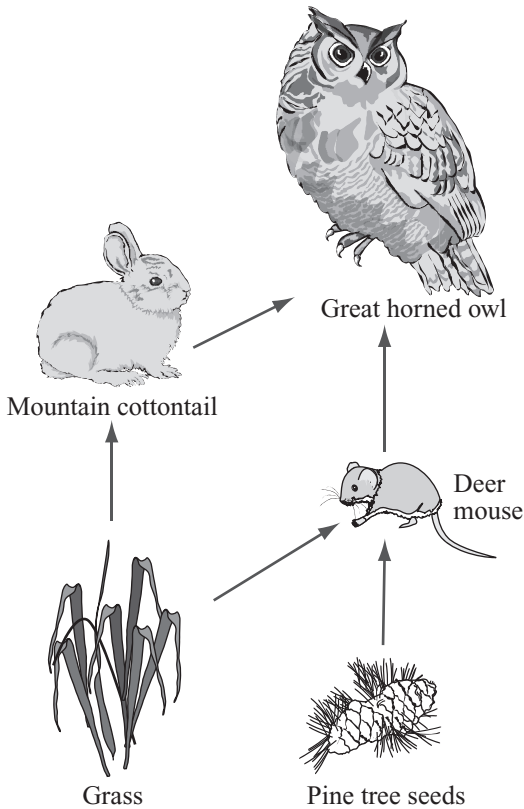 Great horned owl
Mountain cottontail
Deer
mouse
Grass
Pine tree seeds